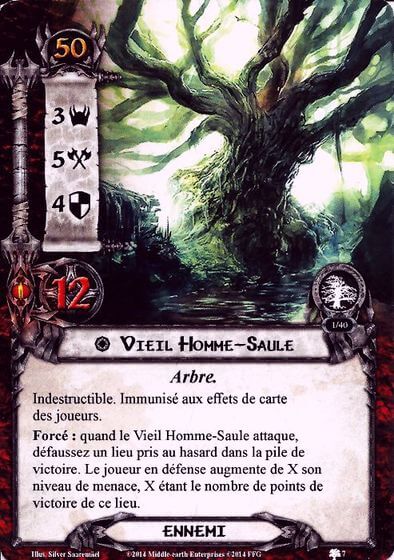 50
3
5
4
12
1/40
Vieil Homme-Saule
Arbre.
Indestructible. Immunisé aux effets de carte
des joueurs.
Forcé : quand le Vieil Homme-Saule attaque,
défaussez un lieu pris au hasard dans la pile de
victoire. Le joueur en défense augmente de X son
niveau de menace, X étant le nombre de points de
victoire de ce lieu.
ENNEMI
Illus. Silver Saaremäel
©2014 Middle-earth Enterprises ©2014 FFG
7